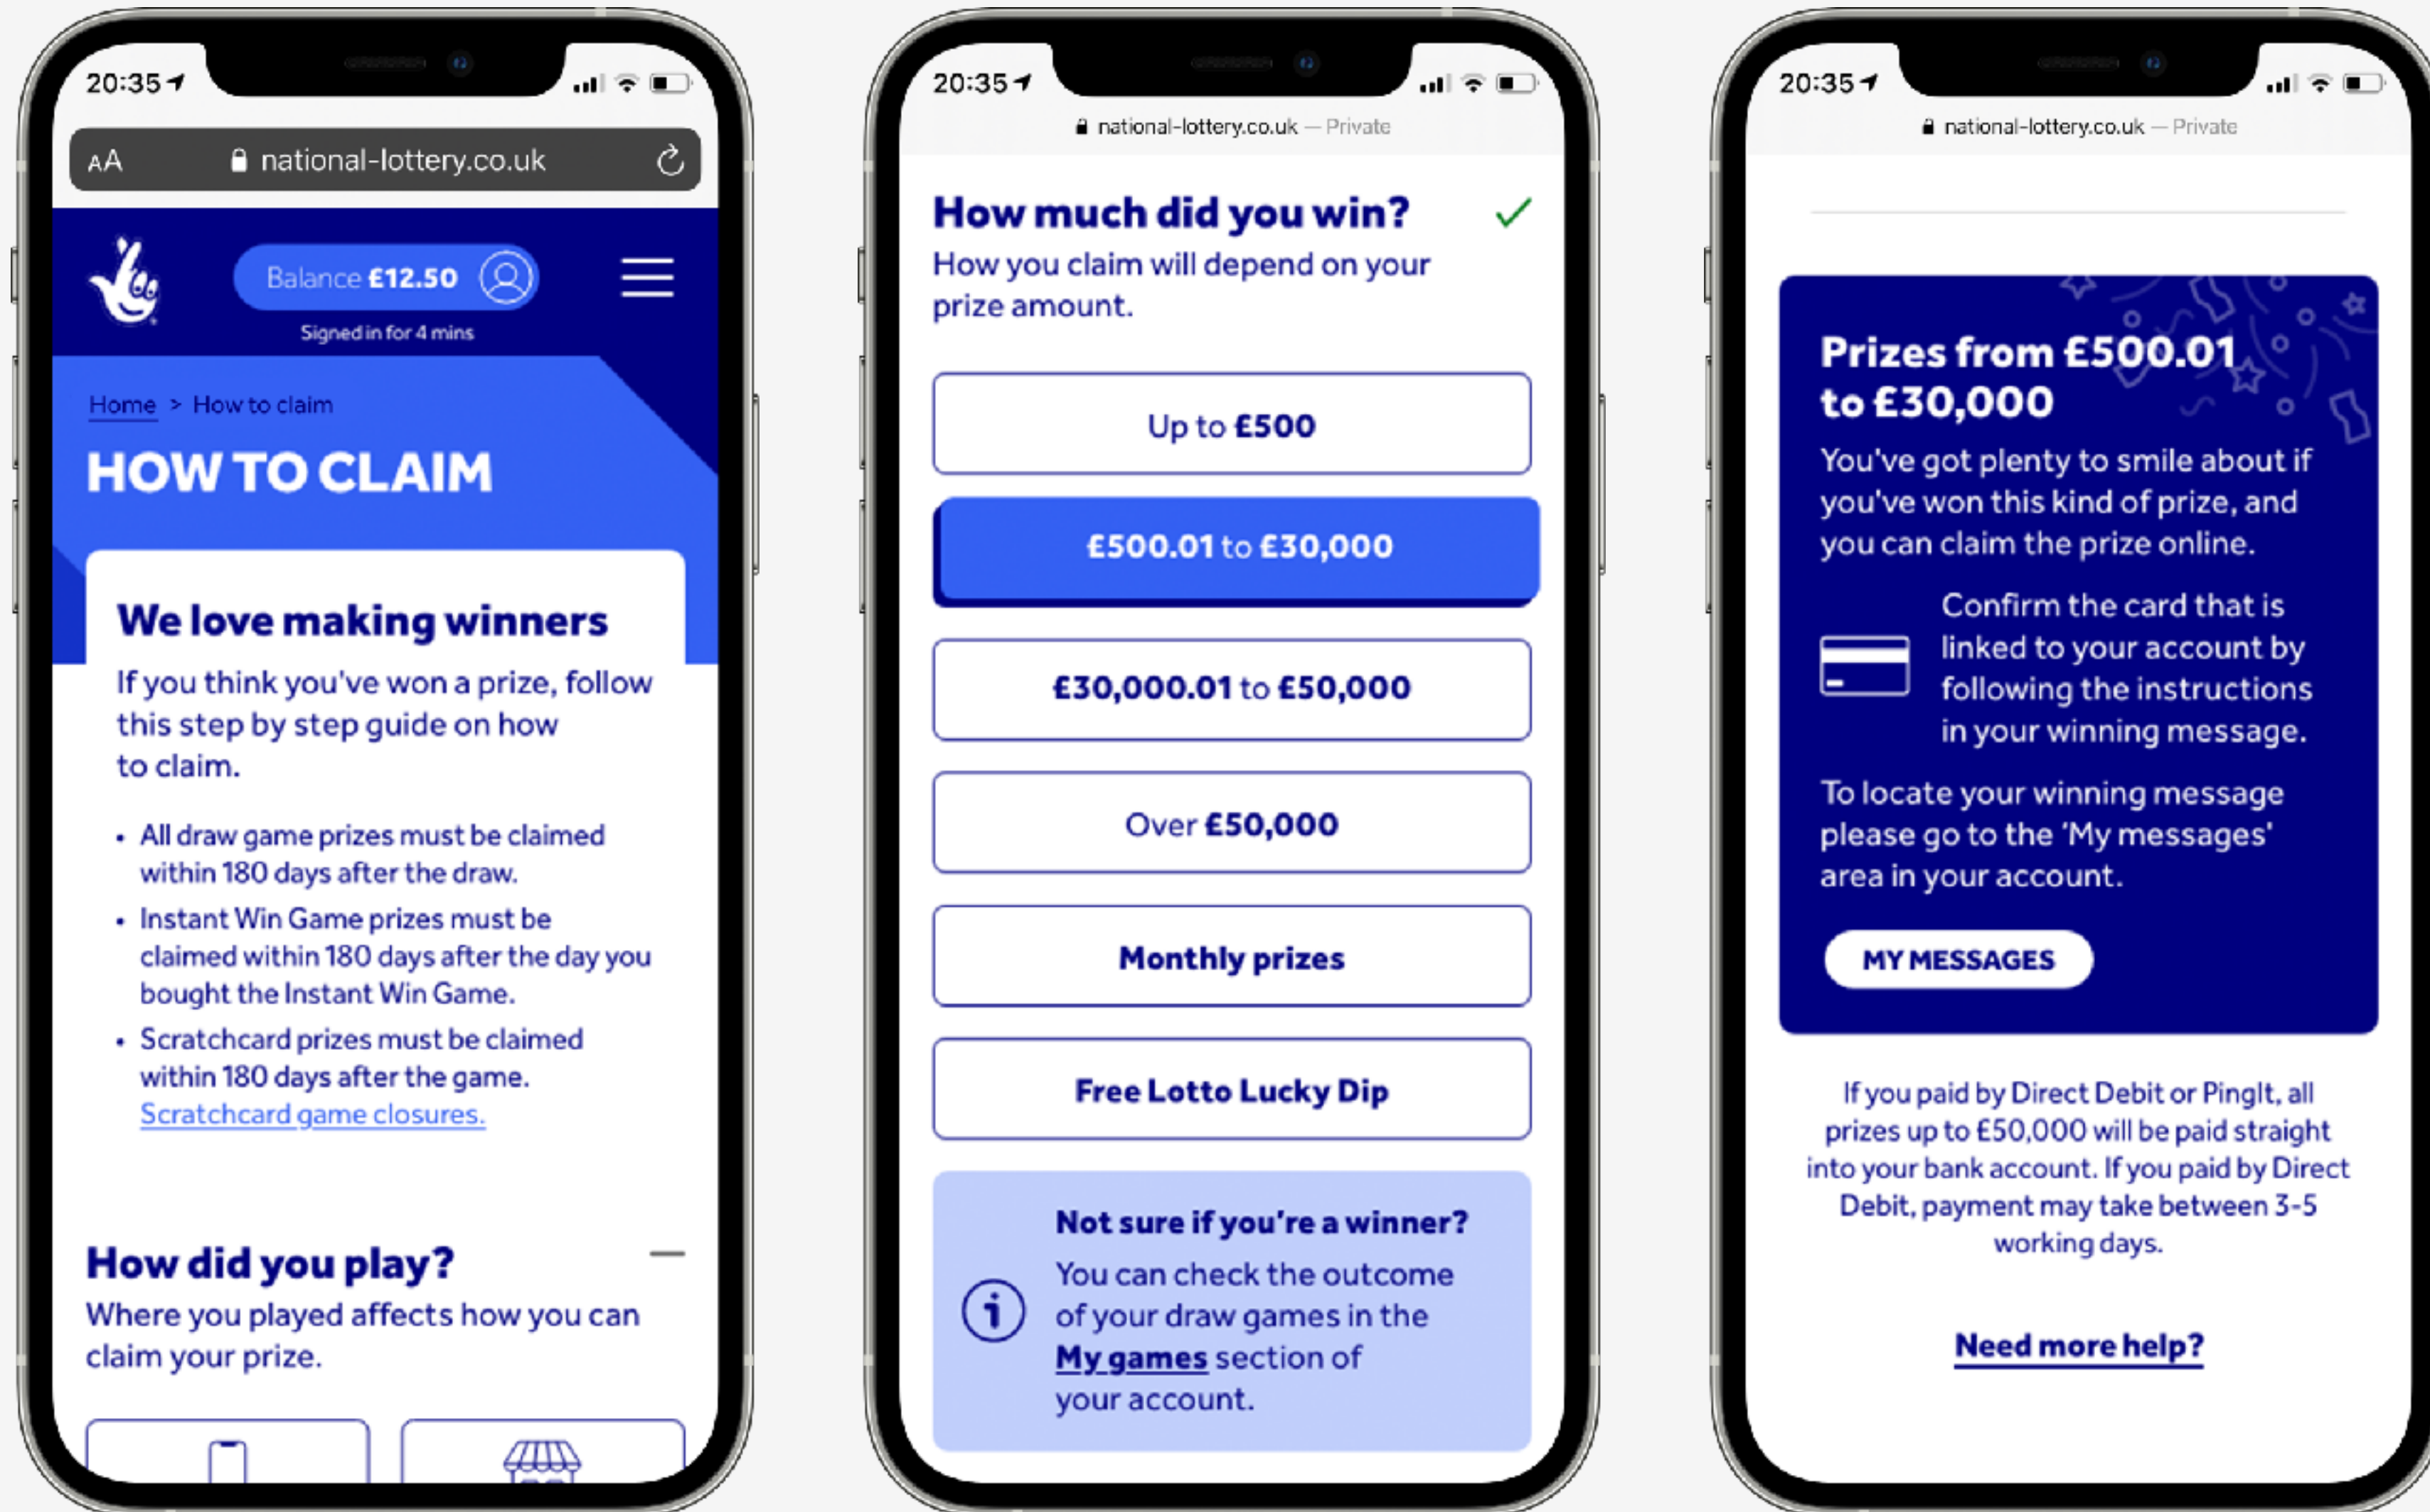 20:35
AA national-lottery.co.uk
Balance £12.50
Signed in for 4 mins
Home > How to claim
HOW TO CLAIM
We love making winners
If you think you've won a prize, follow
this step by step guide on how
to claim.
• All draw game prizes must be claimed
within 180 days after the draw.
• Instant Win Game prizes must be
claimed within 180 days after the day you
bought the Instant Win Game.
• Scratchcard prizes must be claimed
within 180 days after the game.
Scratchcard game closures.
How did you play?
Where you played affects how you can
claim your prize.
20:35
national-lottery.co.uk — Private
How much did you win?
How you claim will depend on your
prize amount.
Up to £500
£500.01 to £30,000
£30,000.01 to £50,000
Over £50,000
Monthly prizes
Free Lotto Lucky Dip
Not sure if you're a winner?
You can check the outcome
of your draw games in the
My games section of
your account.
20:35
national-lottery.co.uk — Private
Prizes from £500.01
to £30,000
You've got plenty to smile about if
you've won this kind of prize, and
you can claim the prize online.
Confirm the card that is
linked to your account by
following the instructions
in your winning message.
To locate your winning message
please go to the 'My messages'
area in your account.
MY MESSAGES
If you paid by Direct Debit or PingIt, all
prizes up to £50,000 will be paid straight
into your bank account. If you paid by Direct
Debit, payment may take between 3-5
working days.
Need more help?